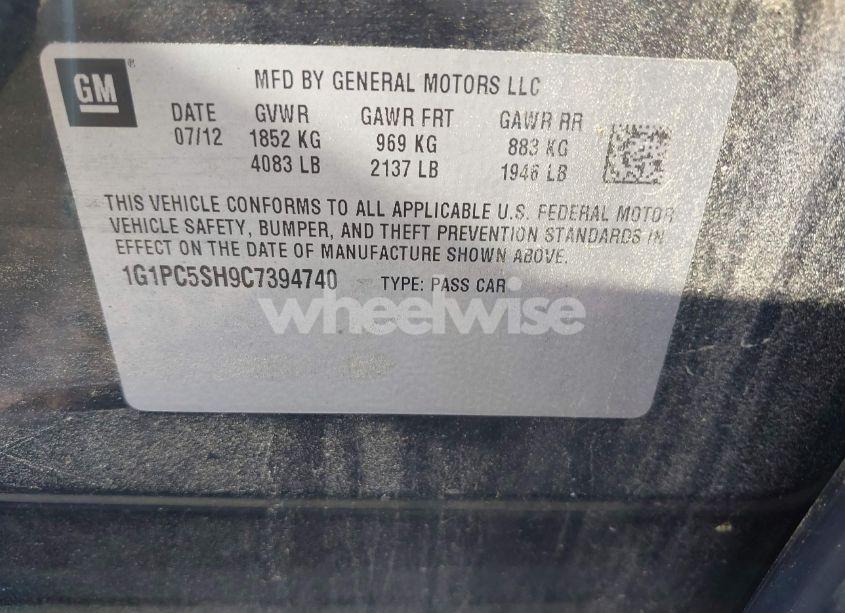 GM ® MFD BY GENERAL MOTORS LLC
DATE GVWR GAWR FRT GAWR RR
07/12 1852 KG 969 KG 883 KG
4083 LB 2137 LB 1946 LB
THIS VEHICLE CONFORMS TO ALL APPLICABLE U.S. FEDERAL MOTOR
VEHICLE SAFETY, BUMPER, AND THEFT PREVENTION STANDARDS IN
EFFECT ON THE DATE OF MANUFACTURE SHOWN ABOVE.
1G1PC5SH9C7394740 TYPE: PASS CAR
wheelwise